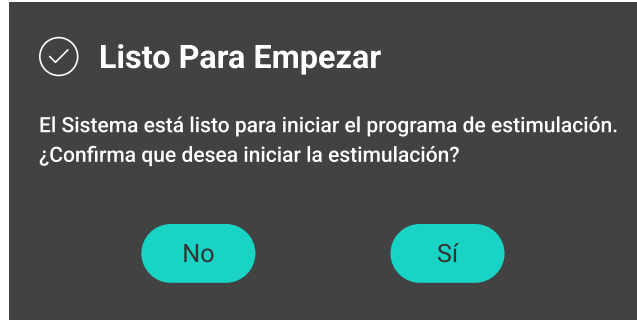 Listo Para Empezar
El Sistema está listo para iniciar el programa de estimulación.
¿Confirma que desea iniciar la estimulación?
No
Sí